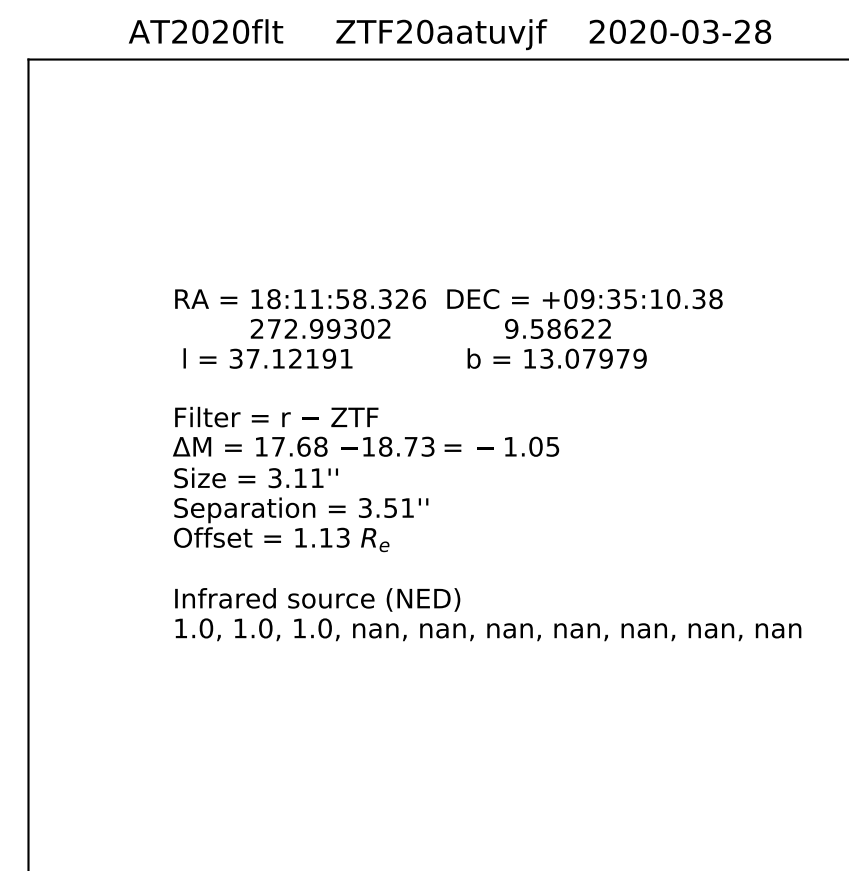 AT2020flt ZTF20aatuvjf 2020-03-28
RA = 18:11:58.326 DEC = +09:35:10.38
272.99302 9.58622
l = 37.12191 b = 13.07979
Filter = r − ZTF
ΔM = 17.68 −18.73 = − 1.05
Size = 3.11''
Separation = 3.51''
Offset = 1.13 Rₑ
Infrared source (NED)
1.0, 1.0, 1.0, nan, nan, nan, nan, nan, nan, nan